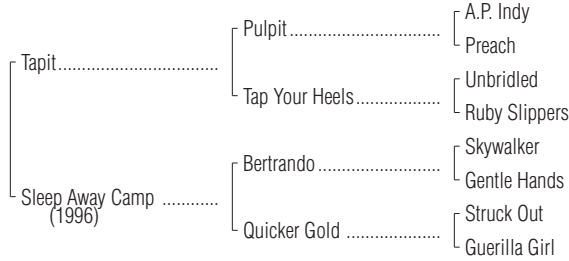 A.P. Indy
Pulpit..................................
Preach
Tapit....................................
Unbridled
Tap Your Heels...................
Ruby Slippers
Skywalker
Bertrando...........................
Gentle Hands
Sleep Away Camp ............
(1996)
Struck Out
Quicker Gold .....................
Guerilla Girl